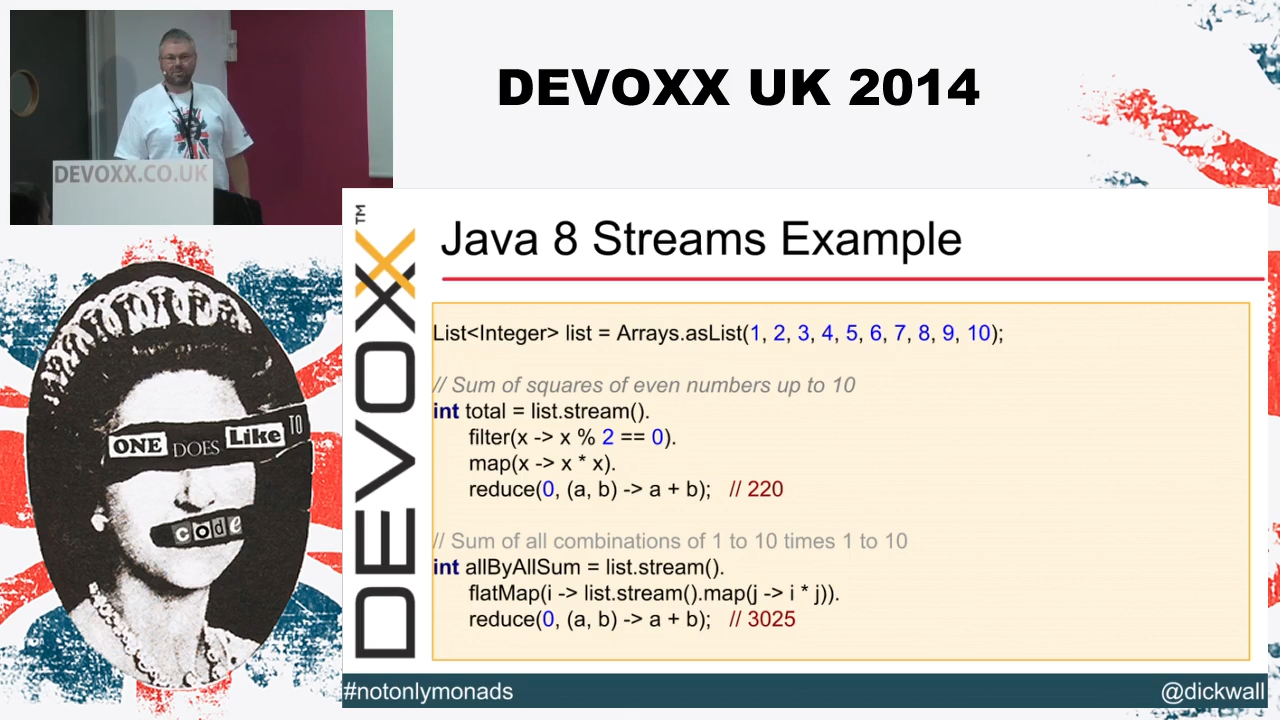 DEVOXX UK 2014
DEVOXX.CO.UK
ONE DOES Like TO
code
DEVOXX™
Java 8 Streams Example
List<Integer> list = Arrays.asList(1, 2, 3, 4, 5, 6, 7, 8, 9, 10);
// Sum of squares of even numbers up to 10
int total = list.stream().
filter(x -> x % 2 == 0).
map(x -> x * x).
reduce(0, (a, b) -> a + b); // 220
// Sum of all combinations of 1 to 10 times 1 to 10
int allByAllSum = list.stream().
flatMap(i -> list.stream().map(j -> i * j)).
reduce(0, (a, b) -> a + b); // 3025
#notonlymonads
@dickwall